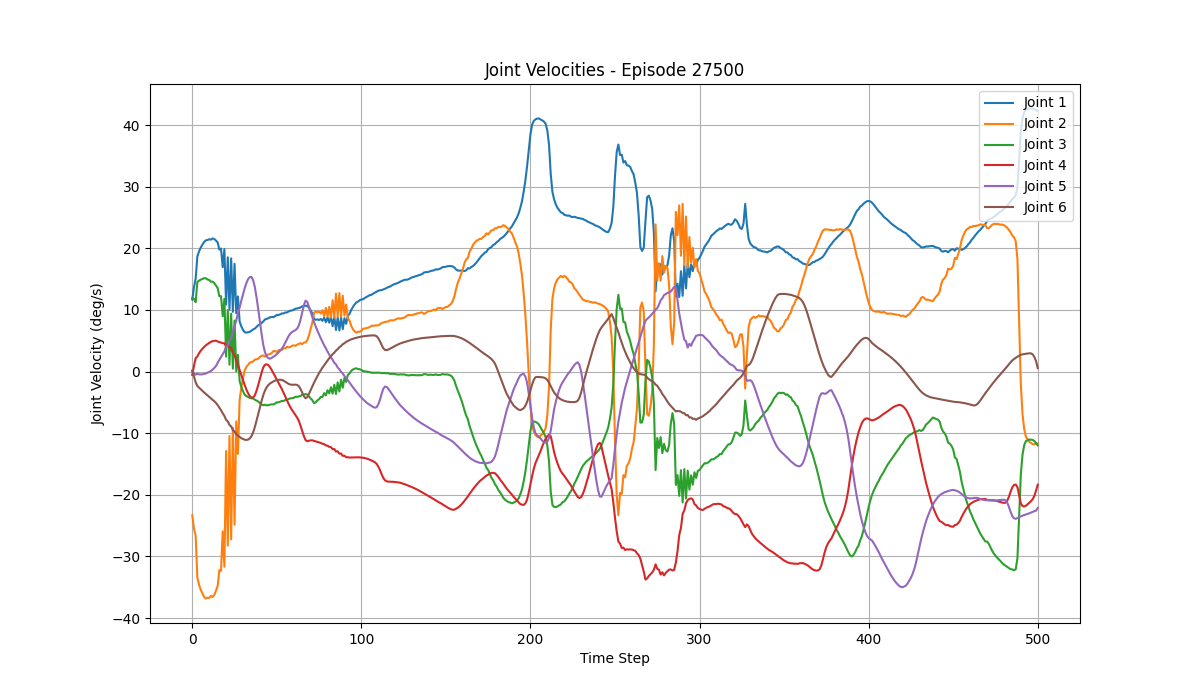 Joint Velocities - Episode 27500
Joint Velocity (deg/s)
40
30
20
10
0
−10
−20
−30
−40
Joint 1
Joint 2
Joint 3
Joint 4
Joint 5
Joint 6
0
100
200
300
400
500
Time Step